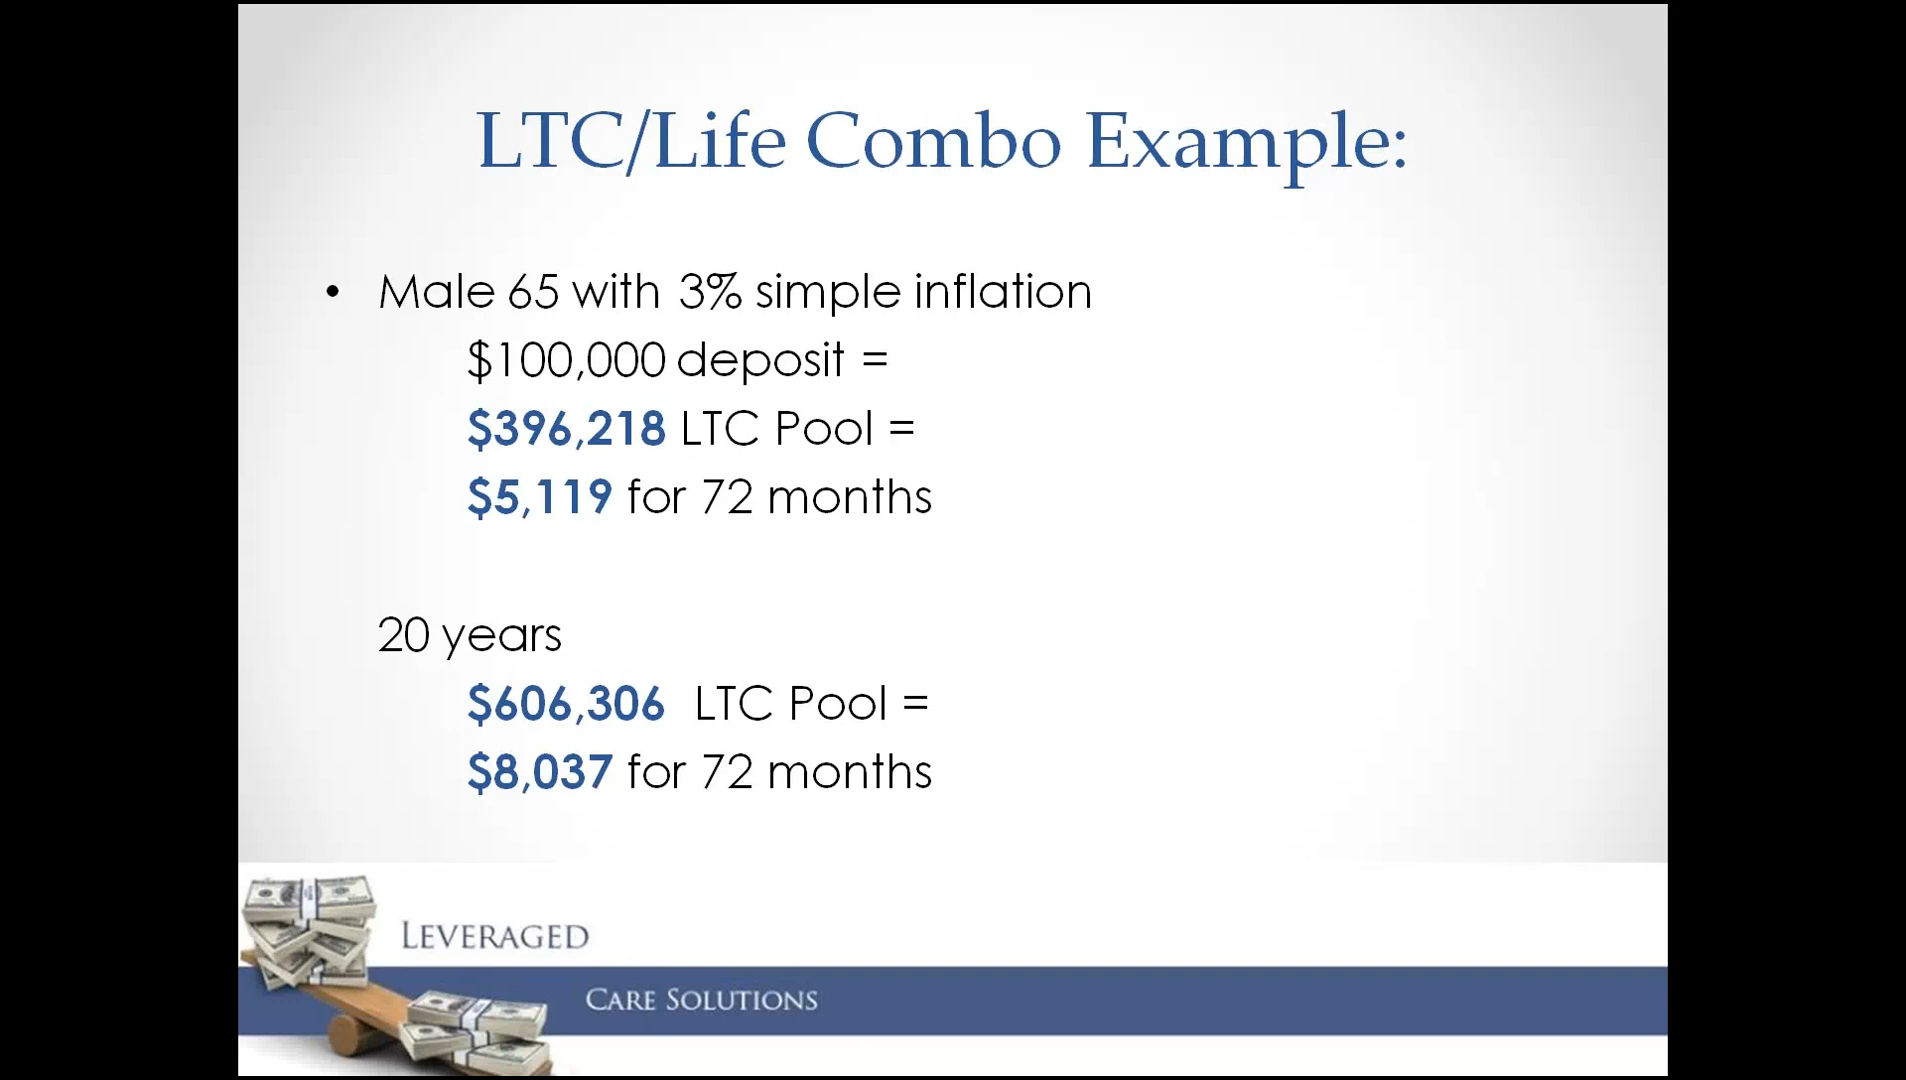 LTC/Life Combo Example:
• Male 65 with 3% simple inflation
$100,000 deposit =
$396,218 LTC Pool =
$5,119 for 72 months
20 years
$606,306 LTC Pool =
$8,037 for 72 months
LEVERAGED
CARE SOLUTIONS